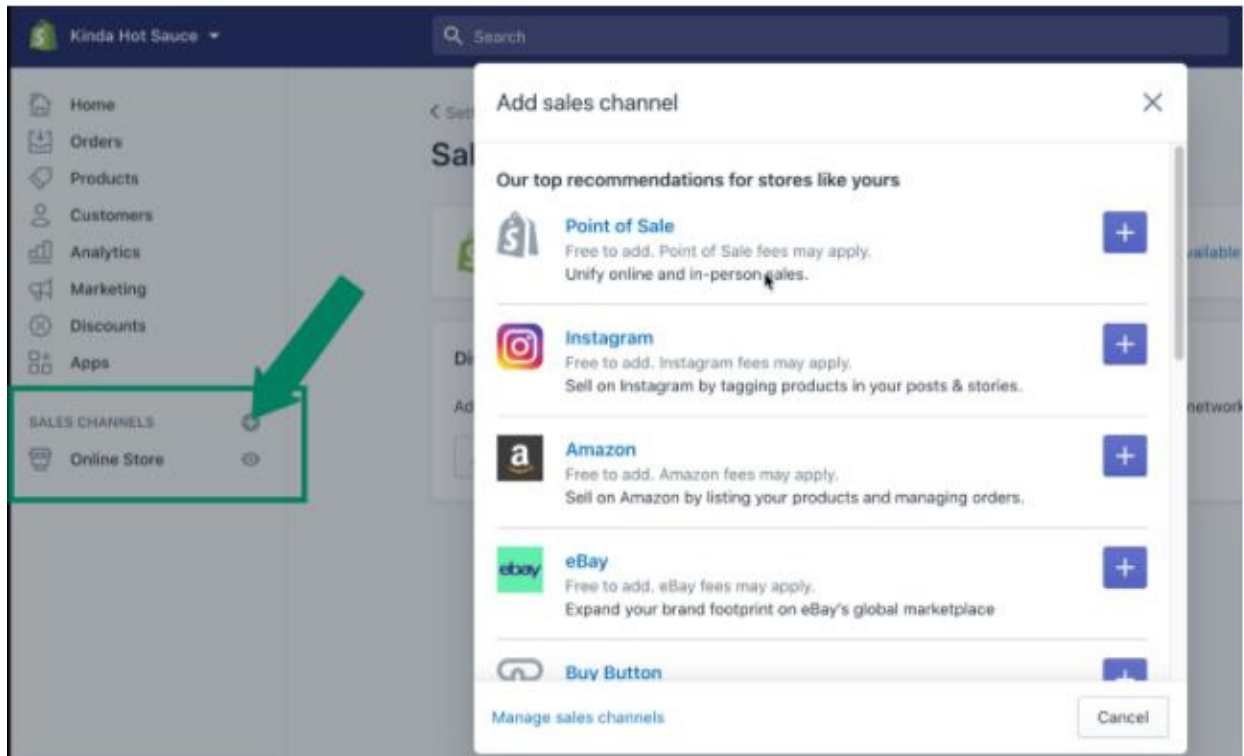 Kinda Hot Sauce
Search
Home
Orders
Products
Customers
Analytics
Marketing
Discounts
Apps
SALES CHANNELS
Online Store
Sal
Di
Ad
vailable
network
Add sales channel
Our top recommendations for stores like yours
Point of Sale
Free to add. Point of Sale fees may apply.
Unify online and in-person sales.
Instagram
Free to add. Instagram fees may apply.
Sell on Instagram by tagging products in your posts & stories.
a
Amazon
Free to add. Amazon fees may apply.
Sell on Amazon by listing your products and managing orders.
ebay
eBay
Free to add. eBay fees may apply.
Expand your brand footprint on eBay's global marketplace
Buy Button
Manage sales channels
Cancel